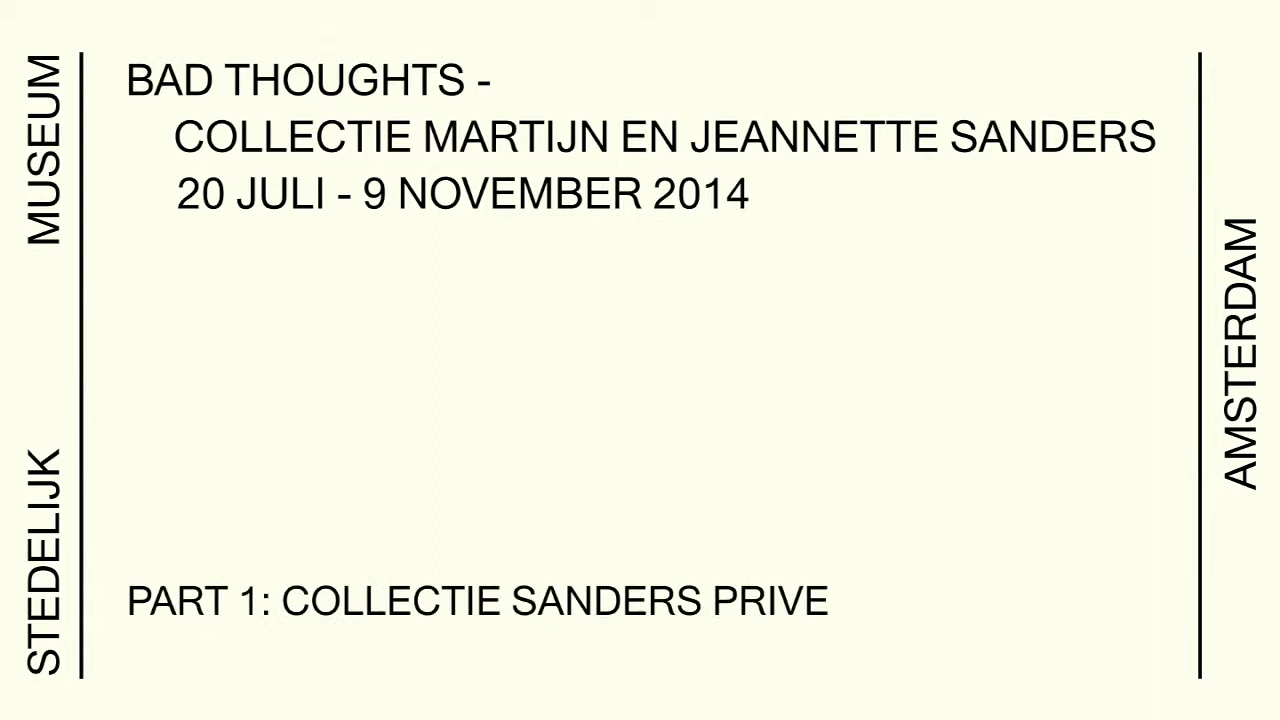 BAD THOUGHTS -
COLLECTIE MARTIJN EN JEANNETTE SANDERS
20 JULI - 9 NOVEMBER 2014
PART 1: COLLECTIE SANDERS PRIVE
STEDELIJK MUSEUM
AMSTERDAM